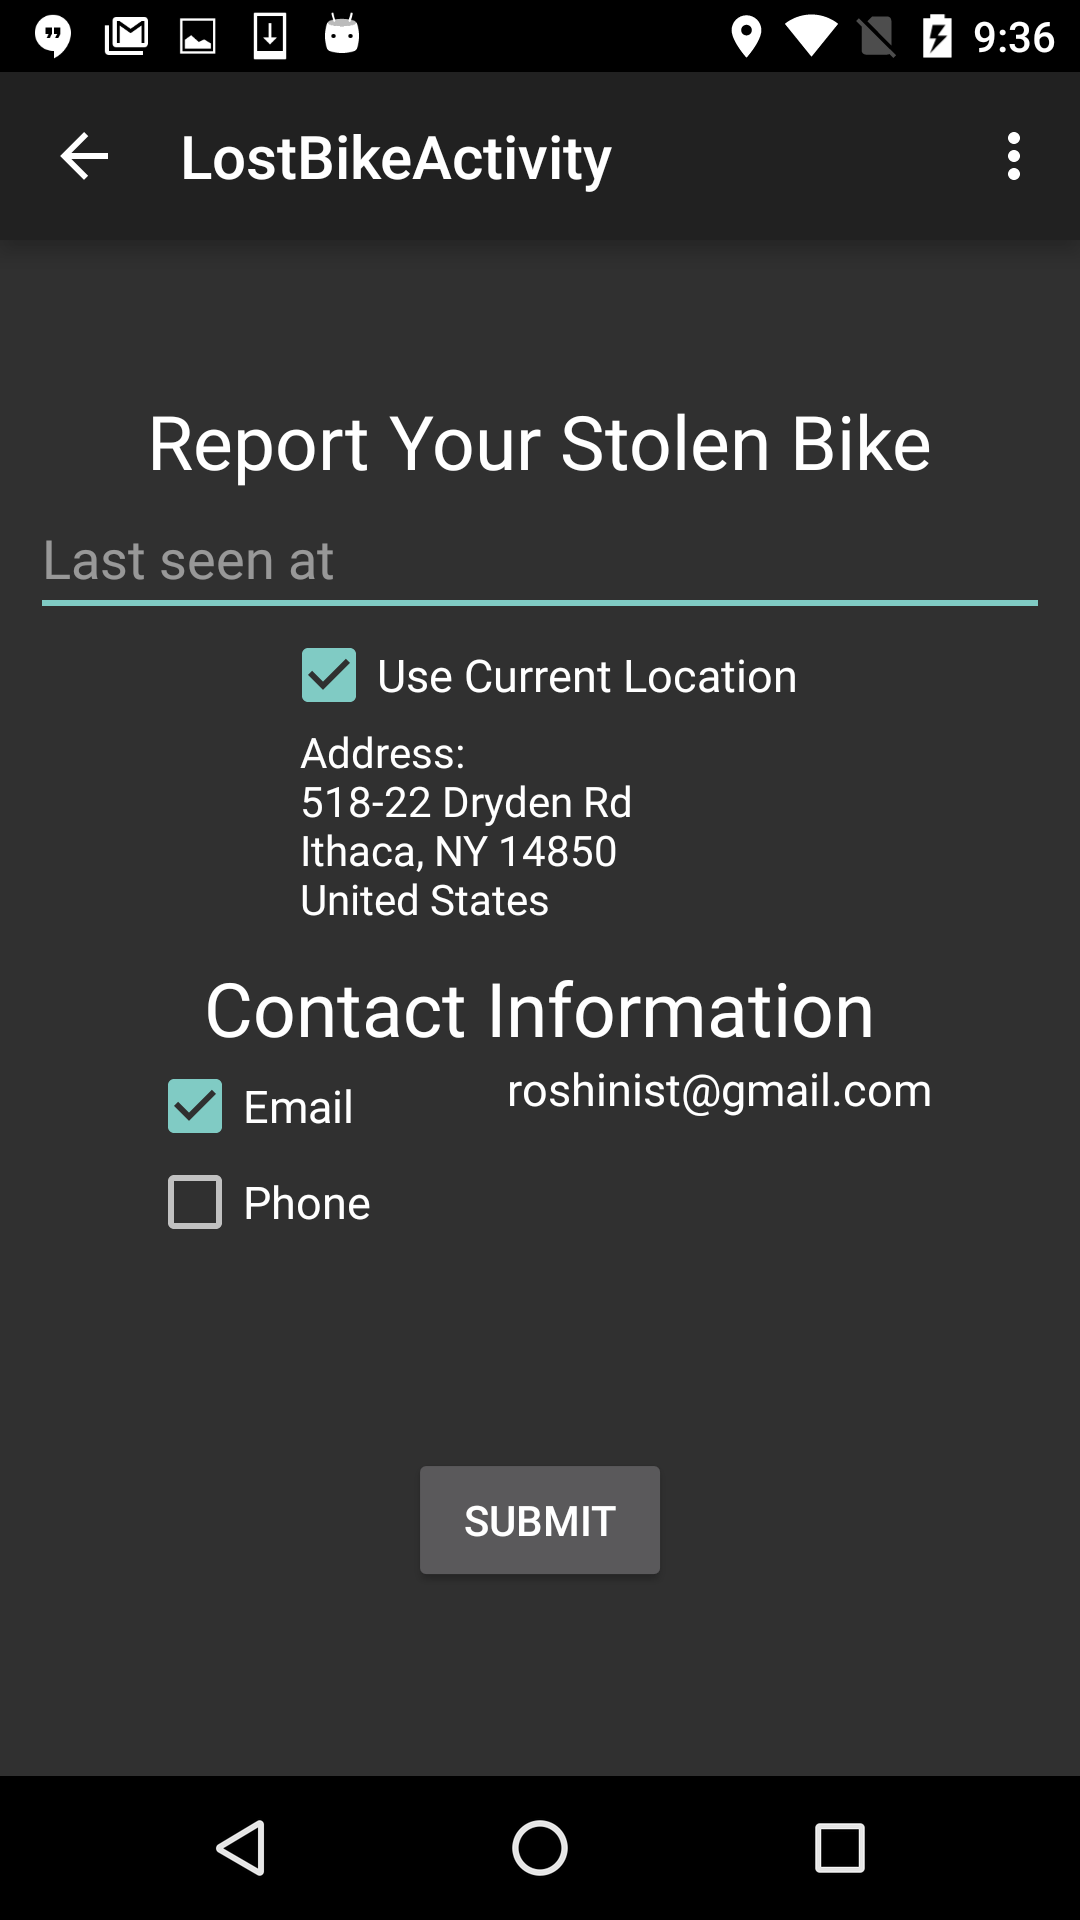 9:36
LostBikeActivity
Report Your Stolen Bike
Last seen at
Use Current Location
Address:
518-22 Dryden Rd
Ithaca, NY 14850
United States
Contact Information
Email
roshinist@gmail.com
Phone
SUBMIT